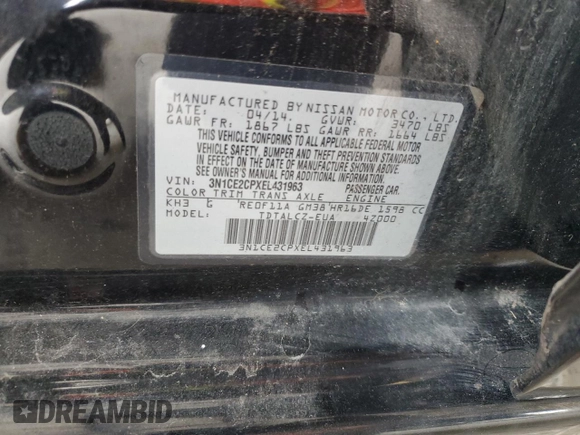 MANUFACTURED BY NISSAN MOTOR CO., LTD.
DATE: 04/14. GVWR: 3470 LBS
GAWR FR: 1867 LBS GAWR RR: 1664 LBS
THIS VEHICLE CONFORMS TO ALL APPLICABLE FEDERAL MOTOR
VEHICLE SAFETY, BUMPER AND THEFT PREVENTION STANDARDS
IN EFFECT ON THE DATE OF MANUFACTURE SHOWN ABOVE.
SEE OWNER'S MANUAL FOR ADDITIONAL INFORMATION.
VIN: 3N1CE2CPXEL431963 PASSENGER CAR
COLOR TRIM TRANS AXLE ENGINE
KH3 G RE0F11A GM38 HR16DE 1598 CC
MODEL: TDTALCZ-EUA 42000
3N1CE2CPXEL431963
DREAMBID